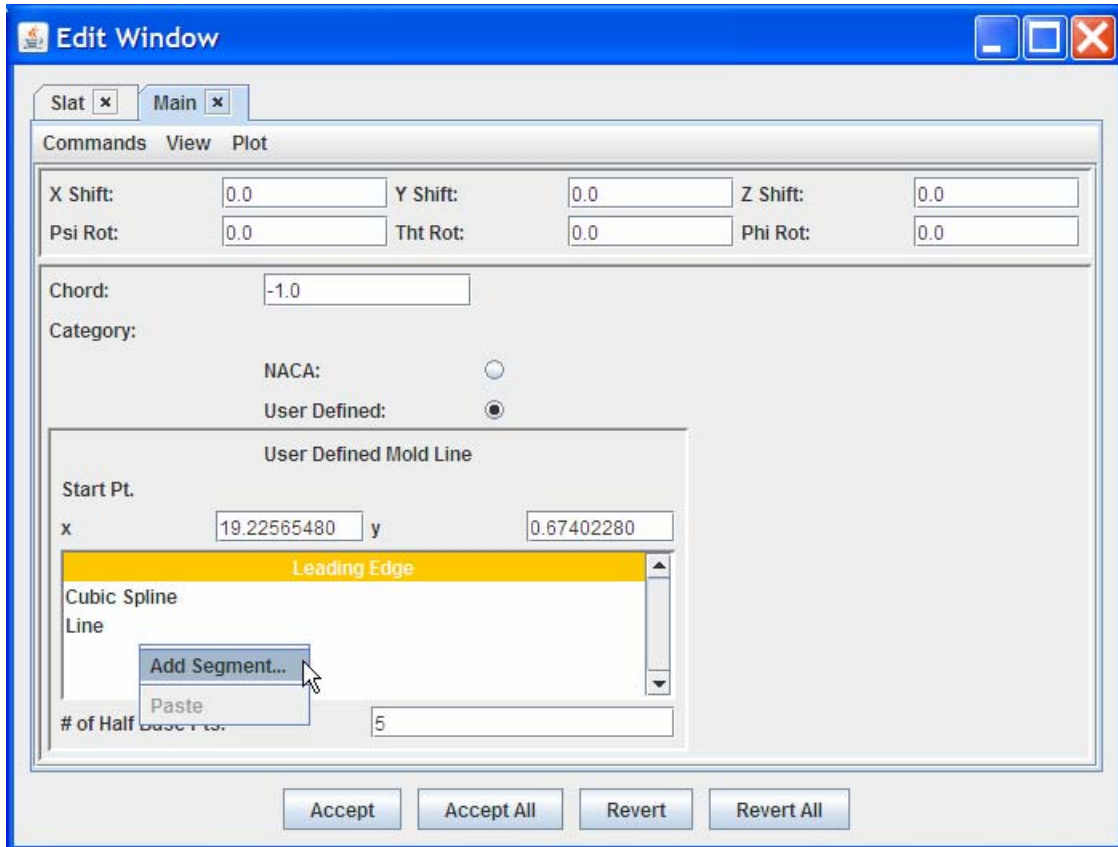 Edit Window
Slat Main
Commands View Plot
X Shift: 0.0 Y Shift: 0.0 Z Shift: 0.0
Psi Rot: 0.0 Tht Rot: 0.0 Phi Rot: 0.0
Chord: -1.0
Category:
NACA:
User Defined:
User Defined Mold Line
Start Pt.
x 19.22565480 y 0.67402280
Leading Edge
Cubic Spline
Line
Add Segment...
Paste
# of Half Base Pts: 5
Accept Accept All Revert Revert All